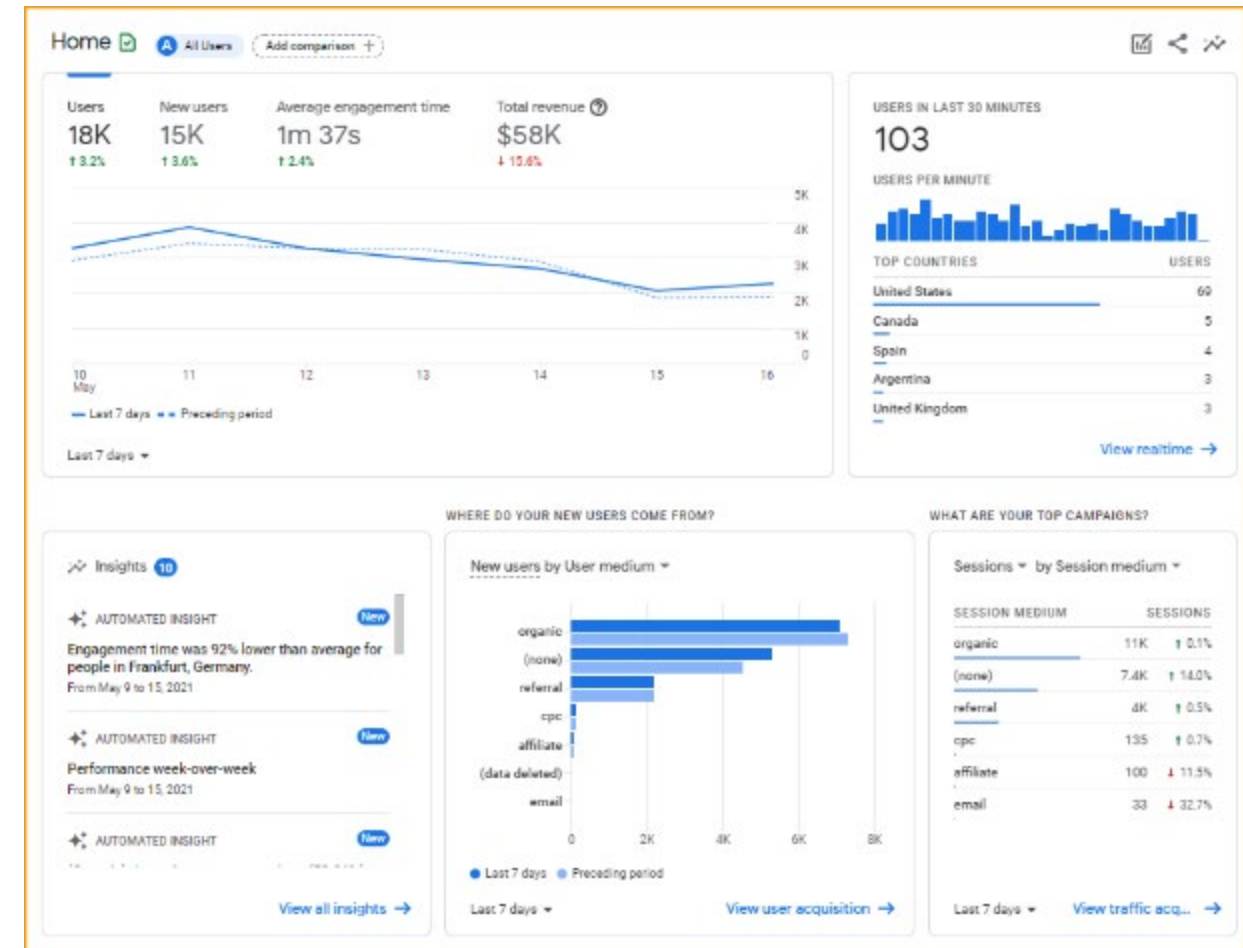 Home
A All Users
Add comparison +
Users
18K
↑ 3.2%
New users
15K
↑ 3.6%
Average engagement time
1m 37s
↑ 2.4%
Total revenue
$58K
↓ 15.6%
5K
4K
3K
2K
1K
0
10 May
11
12
13
14
15
16
Last 7 days
Preceding period
Last 7 days
USERS IN LAST 30 MINUTES
103
USERS PER MINUTE
TOP COUNTRIES USERS
United States 69
Canada 5
Spain 4
Argentina 3
United Kingdom 3
View realtime →
Insights 10
AUTOMATED INSIGHT New
Engagement time was 92% lower than average for
people in Frankfurt, Germany.
From May 9 to 15, 2021
AUTOMATED INSIGHT New
Performance week-over-week
From May 9 to 15, 2021
AUTOMATED INSIGHT New
View all insights →
WHERE DO YOUR NEW USERS COME FROM?
New users by User medium
organic
(none)
referral
cpc
affiliate
(data deleted)
email
0 2K 4K 6K 8K
Last 7 days Preceding period
Last 7 days
View user acquisition →
WHAT ARE YOUR TOP CAMPAIGNS?
Sessions by Session medium
SESSION MEDIUM SESSIONS
organic 11K ↑ 0.1%
(none) 7.4K ↑ 14.0%
referral 4K ↑ 0.5%
cpc 135 ↑ 0.7%
affiliate 100 ↓ 11.5%
email 33 ↓ 32.7%
Last 7 days
View traffic acq... →